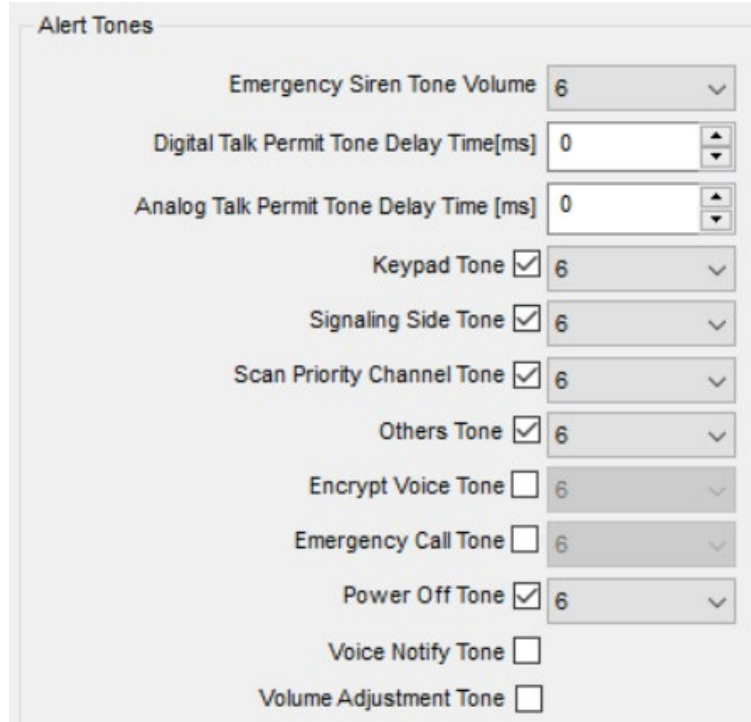 Alert Tones
Emergency Siren Tone Volume 6
Digital Talk Permit Tone Delay Time[ms] 0
Analog Talk Permit Tone Delay Time [ms] 0
Keypad Tone 6
Signaling Side Tone 6
Scan Priority Channel Tone 6
Others Tone 6
Encrypt Voice Tone 6
Emergency Call Tone 6
Power Off Tone 6
Voice Notify Tone
Volume Adjustment Tone